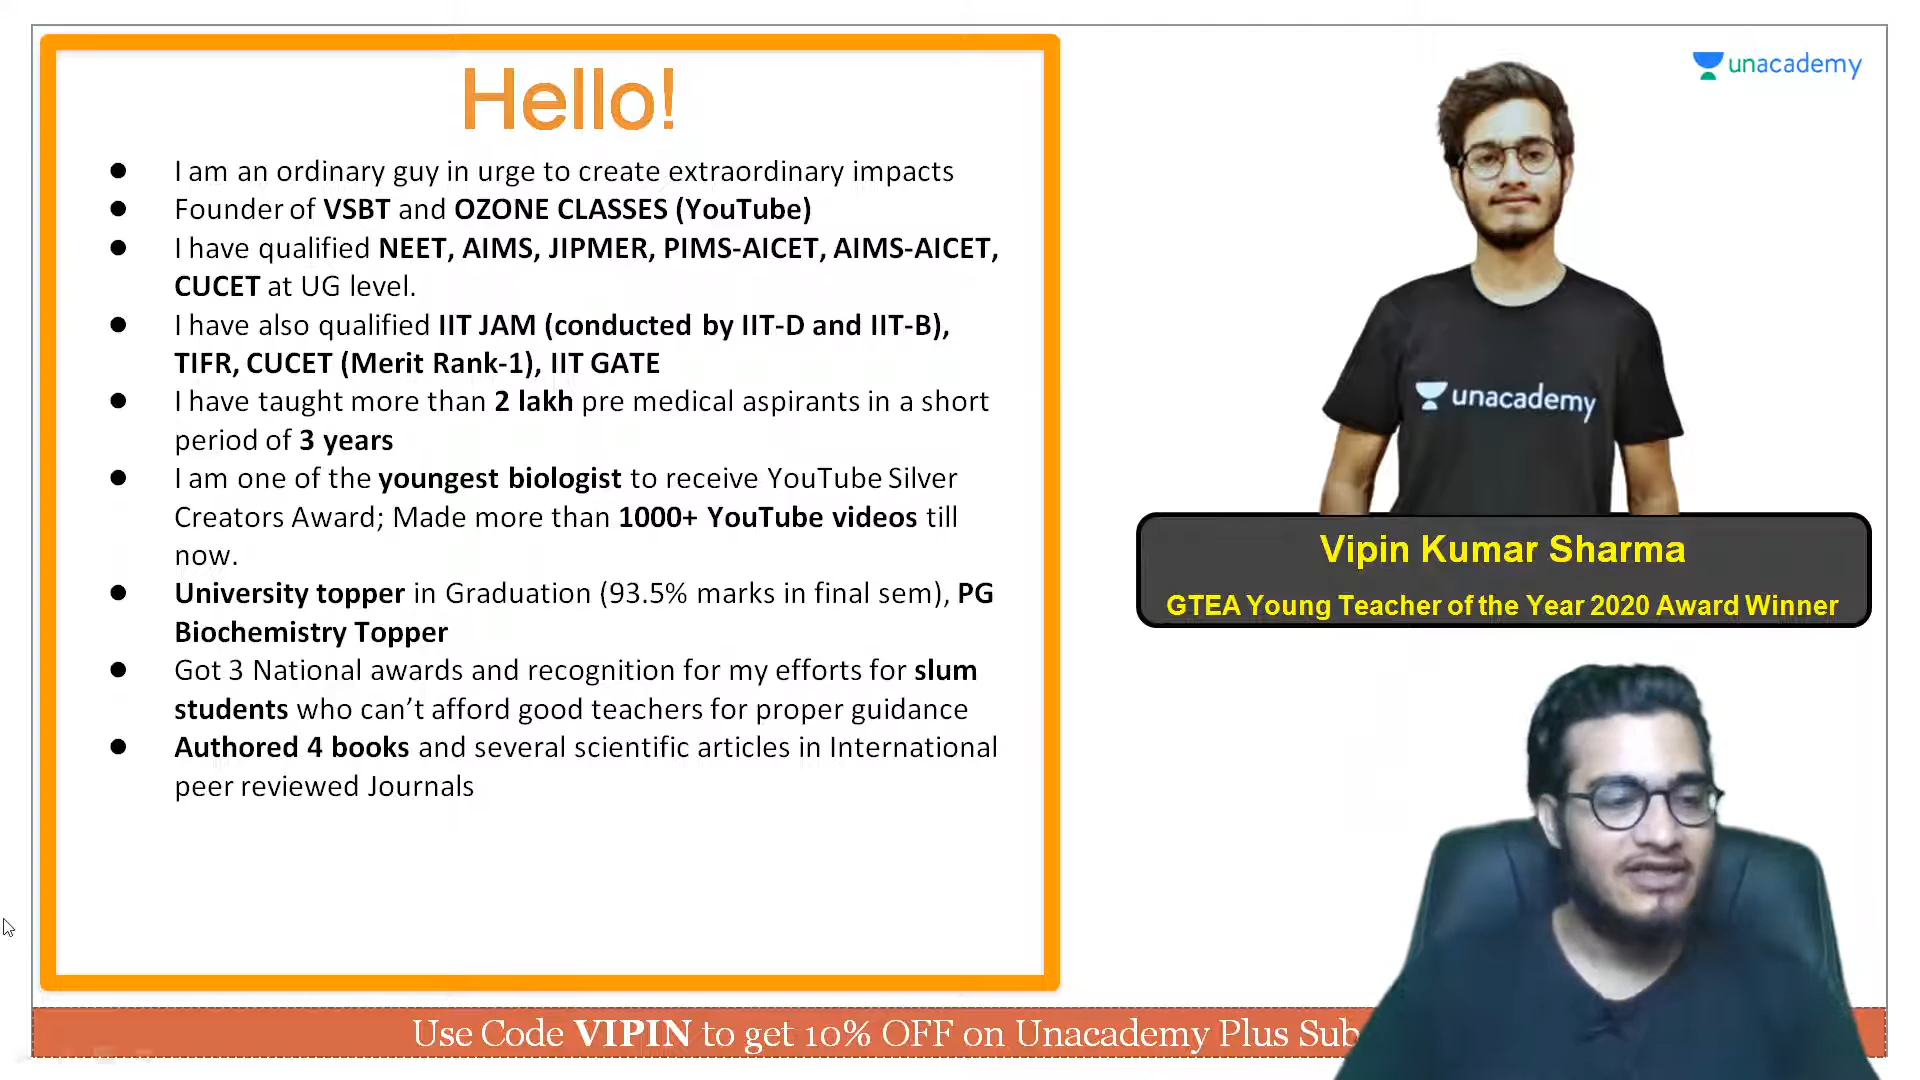 Hello!
● I am an ordinary guy in urge to create extraordinary impacts
● Founder of VSBT and OZONE CLASSES (YouTube)
● I have qualified NEET, AIMS, JIPMER, PIMS-AICET, AIMS-AICET,
CUCET at UG level.
● I have also qualified IIT JAM (conducted by IIT-D and IIT-B),
TIFR, CUCET (Merit Rank-1), IIT GATE
● I have taught more than 2 lakh pre medical aspirants in a short
period of 3 years
● I am one of the youngest biologist to receive YouTube Silver
Creators Award; Made more than 1000+ YouTube videos till
now.
● University topper in Graduation (93.5% marks in final sem), PG
Biochemistry Topper
● Got 3 National awards and recognition for my efforts for slum
students who can’t afford good teachers for proper guidance
● Authored 4 books and several scientific articles in International
peer reviewed Journals
unacademy
unacademy
Vipin Kumar Sharma
GTEA Young Teacher of the Year 2020 Award Winner
Use Code VIPIN to get 10% OFF on Unacademy Plus Sub